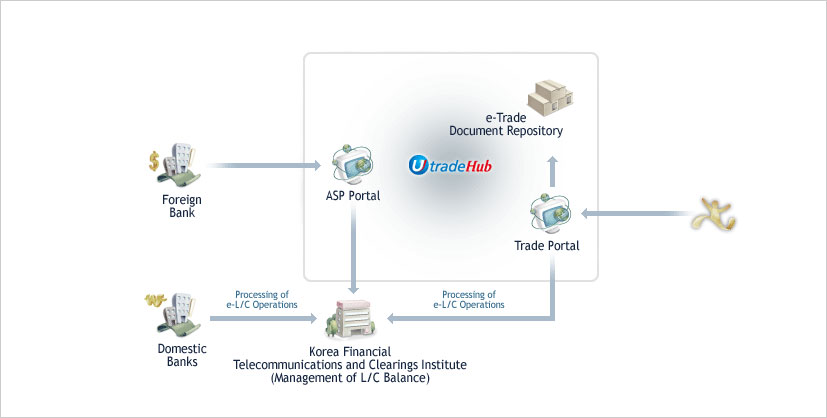 e-Trade
Document Repository
UtradeHub
ASP Portal
Foreign
Bank
Trade Portal
Processing of
e-L/C Operations
Processing of
e-L/C Operations
Domestic
Banks
Korea Financial
Telecommunications and Clearings Institute
(Management of L/C Balance)